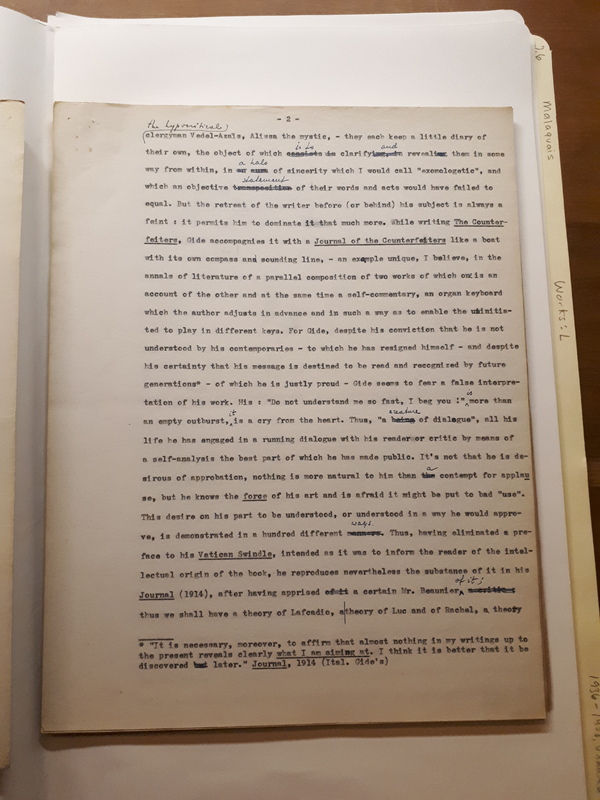 - 2 -
the hypocritical)
(clergyman Vedel-Azaïs, Alissa the mystic, - they each keep a little diary of
is to and
their own, the object of which consists in clarifying, in revealing them in some
a halo
way from within, in an aura of sincerity which I would call "exomologetic", and
statement
which an objective transposition of their words and acts would have failed to
equal. But the retreat of the writer before (or behind) his subject is always a
feint : it permits him to dominate it that much more. While writing The Counter-
feiters, Gide accompagnies it with a Journal of the Counterfeiters like a boat
with its own compass and sounding line, - an example unique, I believe, in the
annals of literature of a parallel composition of two works of which one is an
account of the other and at the same time a self-commentary, an organ keyboard
which the author adjusts in advance and in such a way as to enable the uninitia-
ted to play in different keys. For Gide, despite his conviction that he is not
understood by his contemporaries - to which he has resigned himself - and despite
his certainty that his message is destined to be read and recognized by future
generations* - of which he is justly proud - Gide seems to fear a false interpre-
is
tation of his work. His : "Do not understand me so fast, I beg you !" more than
it creature
an empty outburst, is a cry from the heart. Thus, "a being of dialogue", all his
life he has engaged in a running dialogue with his reader or critic by means of
a self-analysis the best part of which he has made public. It's not that he is de-
a
sirous of approbation, nothing is more natural to him than the contempt for applau
se, but he knows the force of his art and is afraid it might be put to bad "use".
This desire on his part to be understood, or understood in a way he would appro-
ways.
ve, is demonstrated in a hundred different manners. Thus, having eliminated a pre-
face to his Vatican Swindle, intended as it was to inform the reader of the intel-
lectual origin of the book, he reproduces nevertheless the substance of it in his
of it;
Journal (1914), after having apprised of it a certain Mr. Beaunier,
thus we shall have a theory of Lafcadio, a theory of Luc and of Rachel, a theory
* "It is necessary, moreover, to affirm that almost nothing in my writings up to
the present reveals clearly what I am aiming at. I think it is better that it be
discovered but later." Journal, 1914 (Ital. Gide's)
Malaquais
Works: L